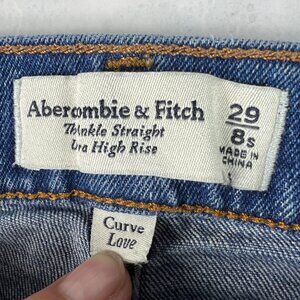 Abercrombie & Fitch
Ankle Straight
Ultra High Rise
29
8s
MADE IN
CHINA
Curve
Love